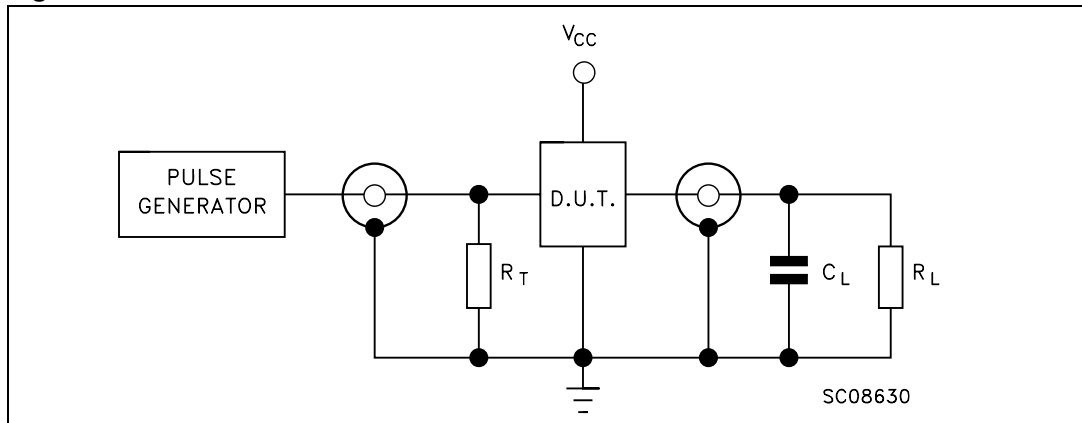 VCC
PULSE
GENERATOR
D.U.T.
RT
CL
RL
SC08630